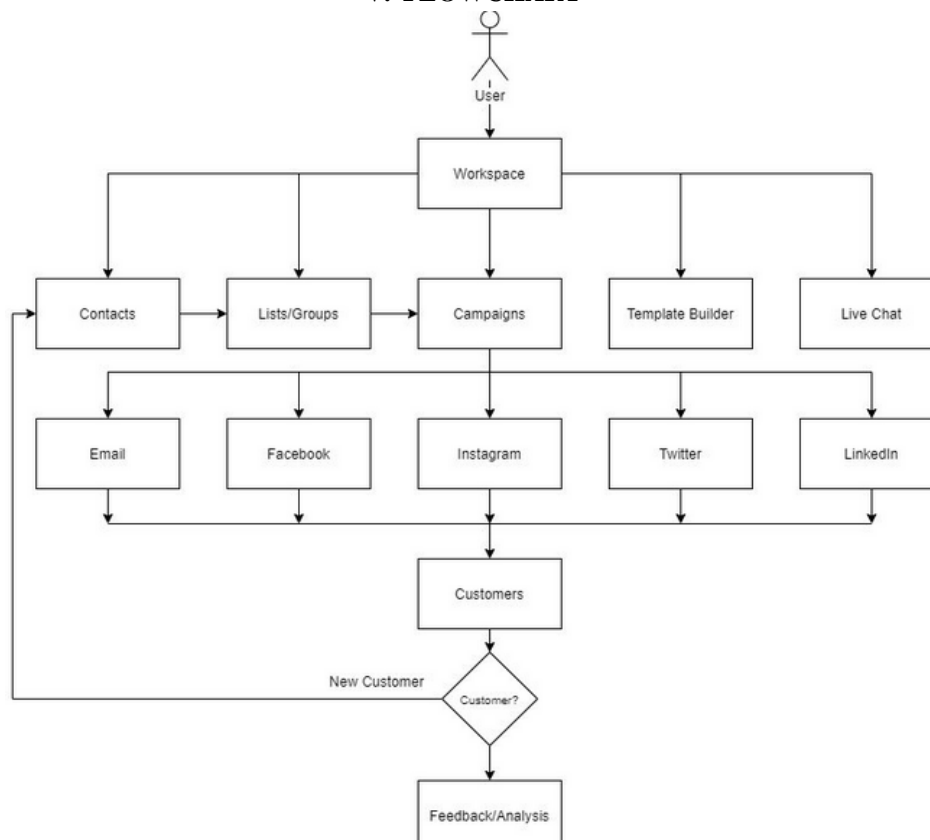 User
Workspace
Contacts
Lists/Groups
Campaigns
Template Builder
Live Chat
Email
Facebook
Instagram
Twitter
LinkedIn
Customers
New Customer
Customer?
Feedback/Analysis